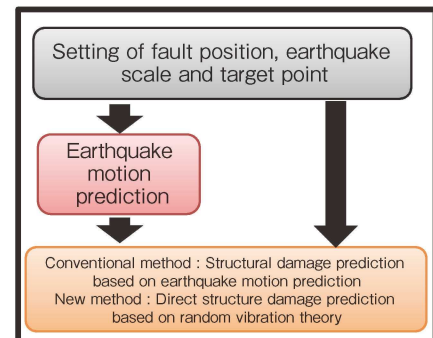 Setting of fault position, earthquake
scale and target point
Earthquake
motion
prediction
Conventional method : Structural damage prediction
based on earthquake motion prediction
New method : Direct structure damage prediction
based on random vibration theory